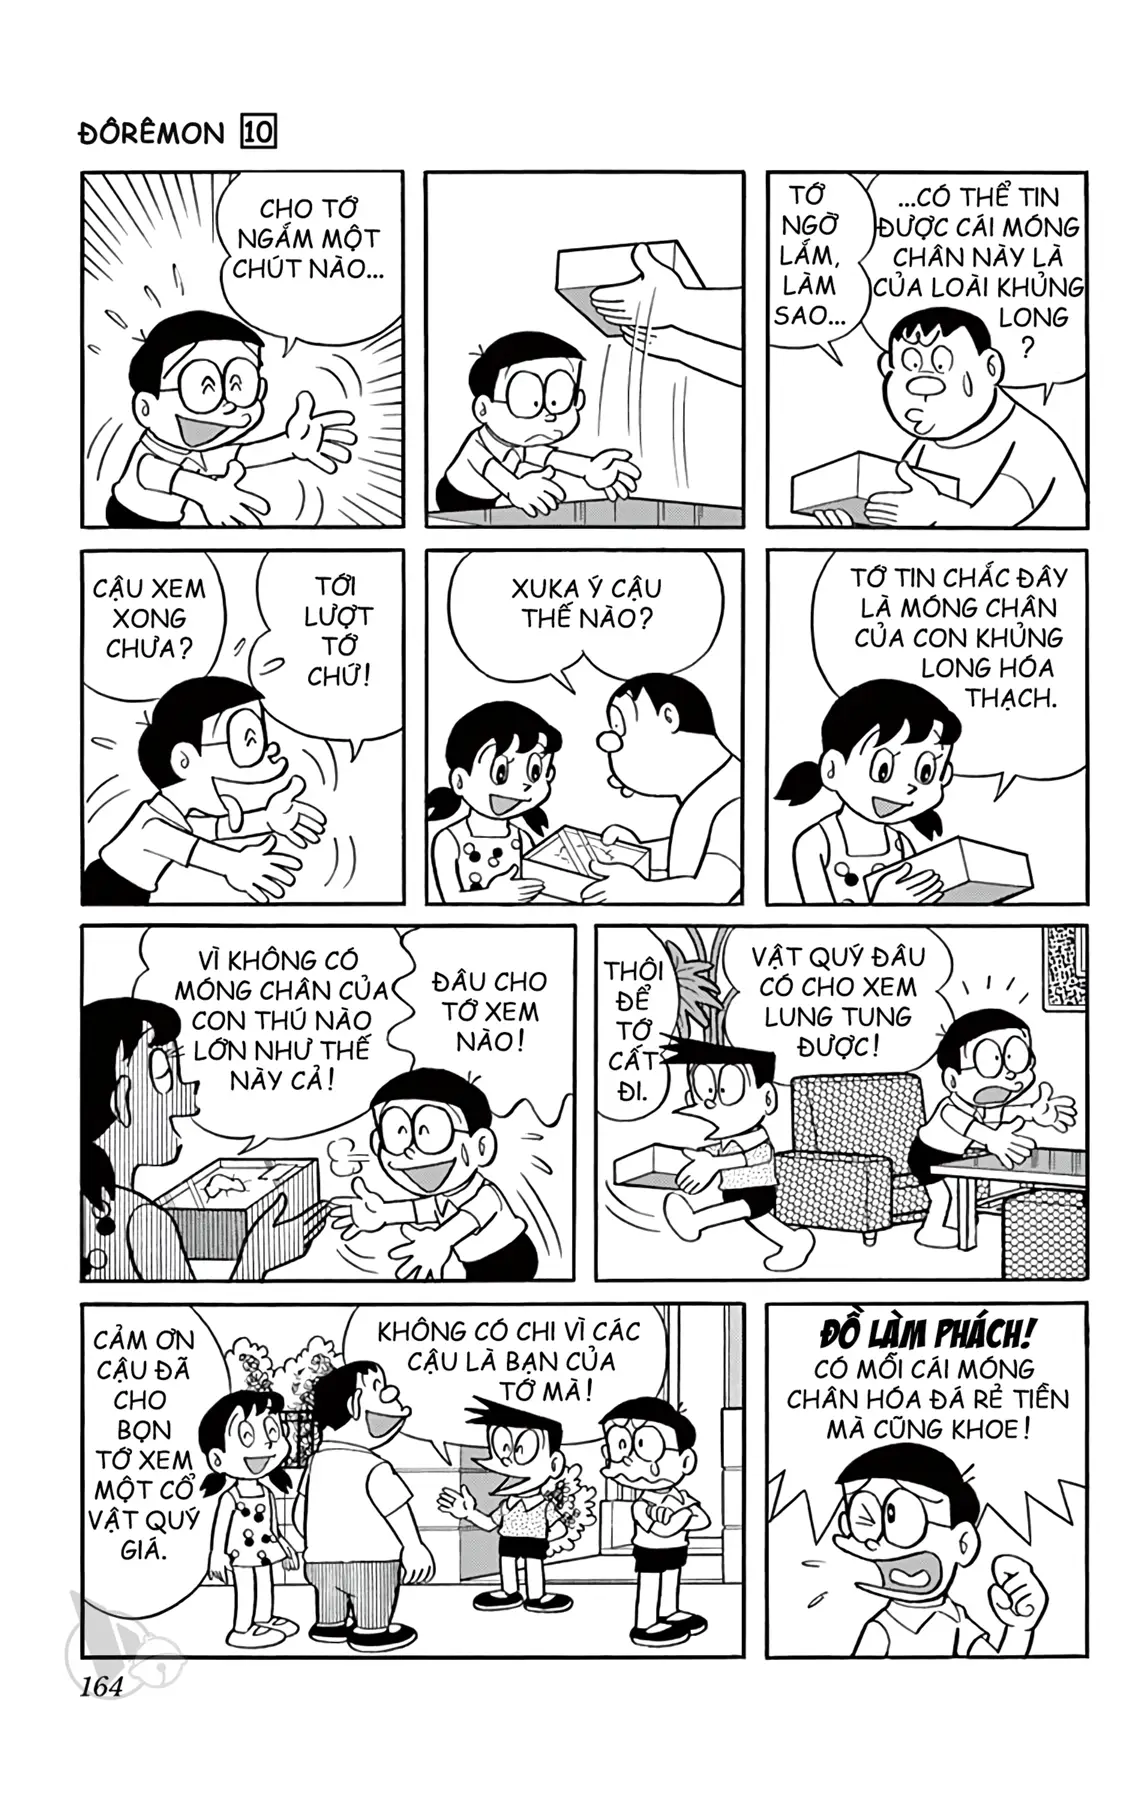 ĐÔRÊMON 10
CHO TỚ
NGẮM MỘT
CHÚT NÀO...
TỚ
NGỜ
LẮM,
LÀM
SAO...
...CÓ THỂ TIN
ĐƯỢC CÁI MÓNG
CHÂN NÀY LÀ
CỦA LOÀI KHỦNG
LONG
?
CẬU XEM
XONG
CHƯA?
TỚI
LƯỢT
TỚ
CHỨ!
XUKA Ý CẬU
THẾ NÀO?
TỚ TIN CHẮC ĐÂY
LÀ MÓNG CHÂN
CỦA CON KHỦNG
LONG HÓA
THẠCH.
VÌ KHÔNG CÓ
MÓNG CHÂN CỦA
CON THÚ NÀO
LỚN NHƯ THẾ
NÀY CẢ!
ĐÂU CHO
TỚ XEM
NÀO!
THÔI
ĐỂ
TỚ
CẤT
ĐI.
VẬT QUÝ ĐÂU
CÓ CHO XEM
LUNG TUNG
ĐƯỢC!
CẢM ƠN
CẬU ĐÃ
CHO
BỌN
TỚ XEM
MỘT CỔ
VẬT QUÝ
GIÁ.
KHÔNG CÓ CHI VÌ CÁC
CẬU LÀ BẠN CỦA
TỚ MÀ!
ĐỒ LÀM PHÁCH!
CÓ MỖI CÁI MÓNG
CHÂN HÓA ĐÁ RẺ TIỀN
MÀ CŨNG KHOE!
164